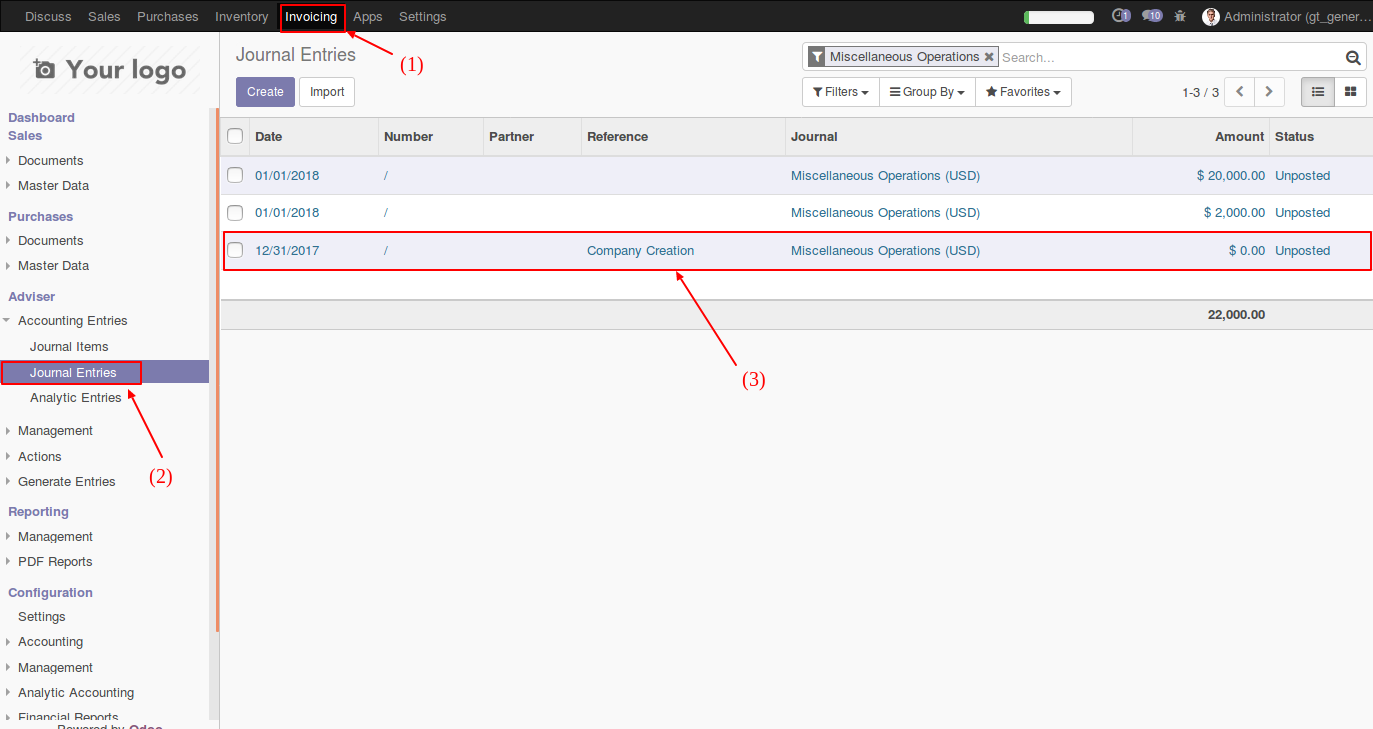 Discuss Sales Purchases Inventory Invoicing Apps Settings 1 10 Administrator (gt_gener...
(1)
Your logo
Journal Entries
Miscellaneous Operations Search...
Create Import
Filters Group By Favorites 1-3 / 3
Dashboard
Sales
Documents
Master Data
Purchases
Documents
Master Data
Adviser
Accounting Entries
Journal Items
Journal Entries
Analytic Entries
(2)
Management
Actions
Generate Entries
Reporting
Management
PDF Reports
Configuration
Settings
Accounting
Management
Analytic Accounting
Financial Reports
Powered by Odoo
Date Number Partner Reference Journal Amount Status
01/01/2018 / Miscellaneous Operations (USD) $ 20,000.00 Unposted
01/01/2018 / Miscellaneous Operations (USD) $ 2,000.00 Unposted
12/31/2017 / Company Creation Miscellaneous Operations (USD) $ 0.00 Unposted
22,000.00
(3)